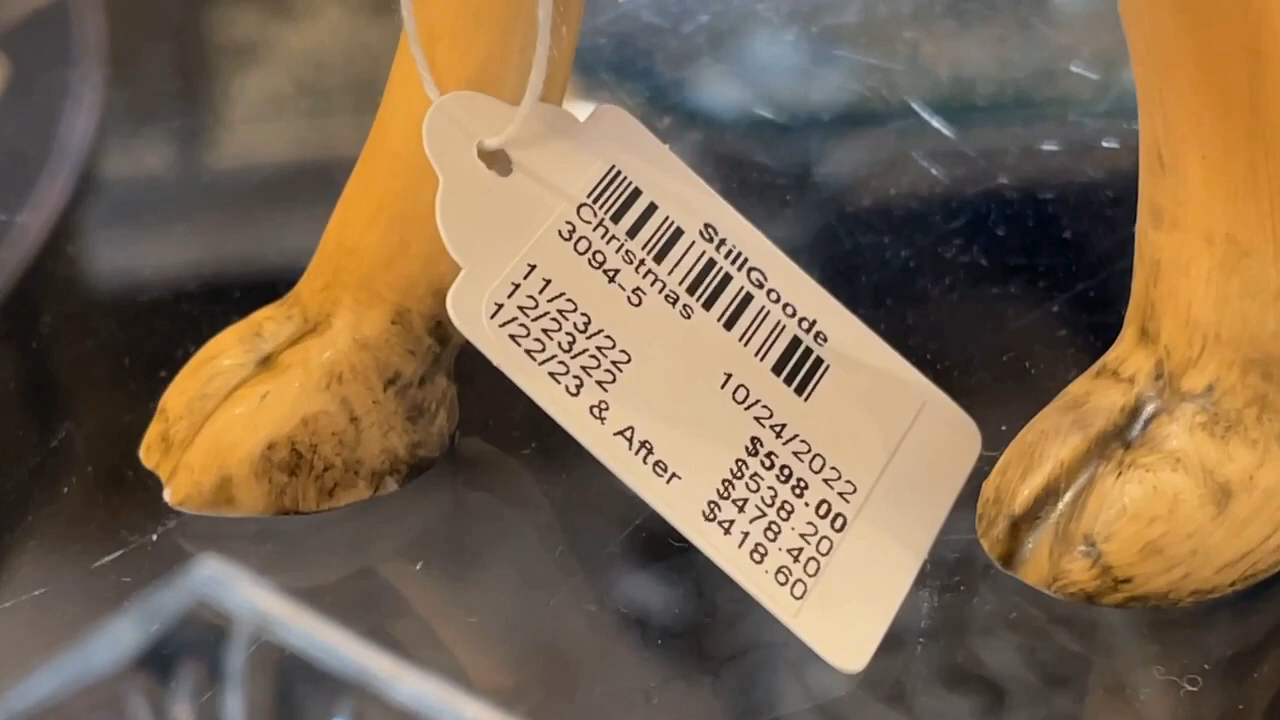 StillGoode
Christmas
3094-5
10/24/2022
$598.00
11/23/22 $538.20
12/23/22 $478.40
1/22/23 & After $418.60